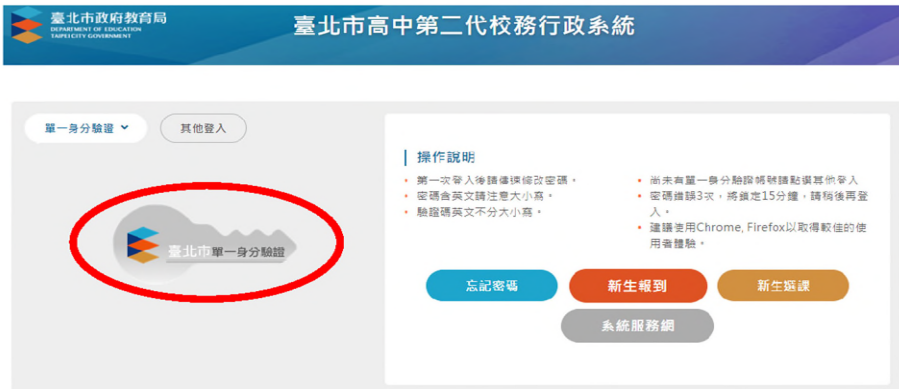 臺北市政府教育局
DEPARTMENT OF EDUCATION
TAIPEI CITY GOVERNMENT
臺北市高中第二代校務行政系統
單一身分驗證
其他登入
臺北市單一身分驗證
操作說明
• 第一次登入後請儘速修改密碼。
• 密碼含英文請注意大小寫。
• 驗證碼英文不分大小寫。
• 尚未有單一身分驗證帳號請點選其他登入
• 密碼錯誤3次，將鎖定15分鐘，請稍後再登
入。
• 建議使用Chrome, Firefox以取得較佳的使
用者體驗。
忘記密碼
新生報到
新生選課
系統服務網